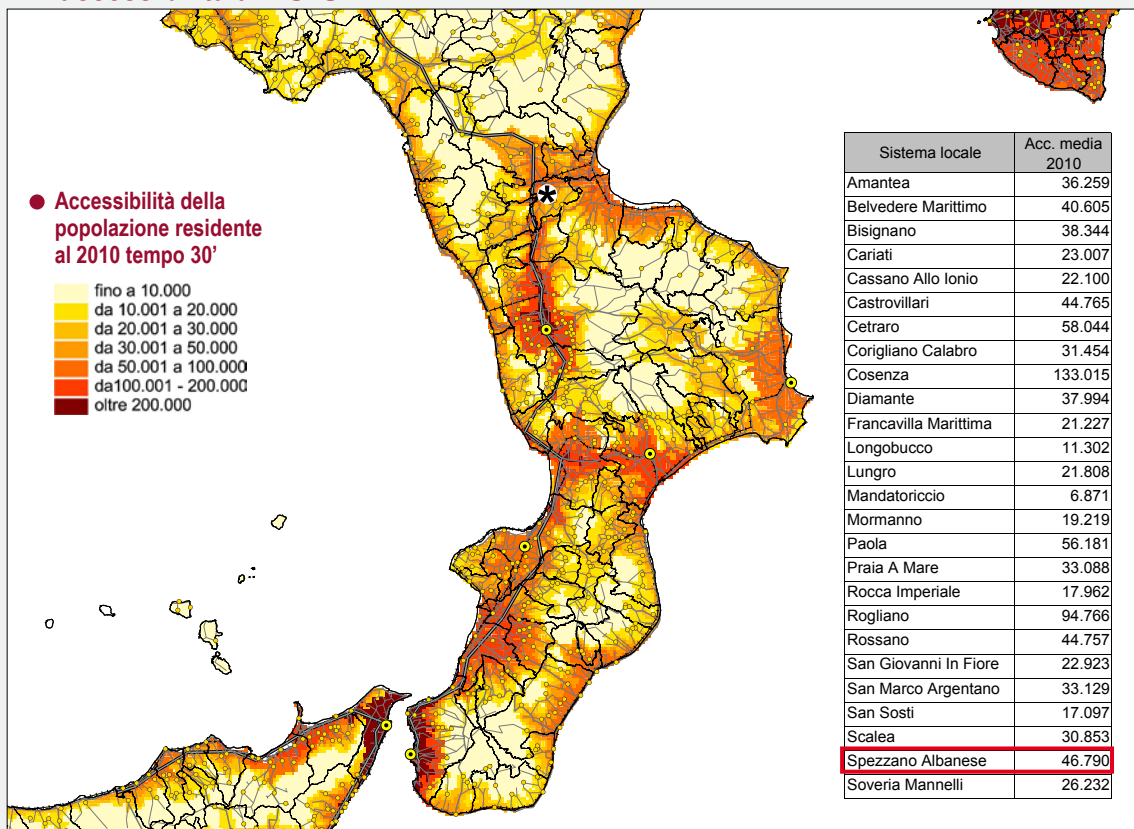 ● Accessibilità della
popolazione residente
al 2010 tempo 30'
fino a 10.000
da 10.001 a 20.000
da 20.001 a 30.000
da 30.001 a 50.000
da 50.001 a 100.000
da100.001 - 200.000
oltre 200.000
*
Sistema locale Acc. media 2010
Amantea 36.259
Belvedere Marittimo 40.605
Bisignano 38.344
Cariati 23.007
Cassano Allo Ionio 22.100
Castrovillari 44.765
Cetraro 58.044
Corigliano Calabro 31.454
Cosenza 133.015
Diamante 37.994
Francavilla Marittima 21.227
Longobucco 11.302
Lungro 21.808
Mandatoriccio 6.871
Mormanno 19.219
Paola 56.181
Praia A Mare 33.088
Rocca Imperiale 17.962
Rogliano 94.766
Rossano 44.757
San Giovanni In Fiore 22.923
San Marco Argentano 33.129
San Sosti 17.097
Scalea 30.853
Spezzano Albanese 46.790
Soveria Mannelli 26.232